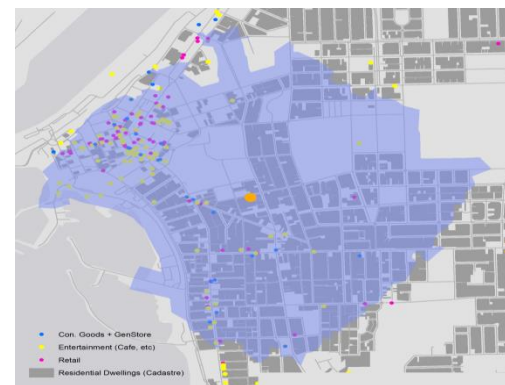 Con. Goods + GenStore
Entertainment (Cafe, etc)
Retail
Residential Dwellings (Cadastre)